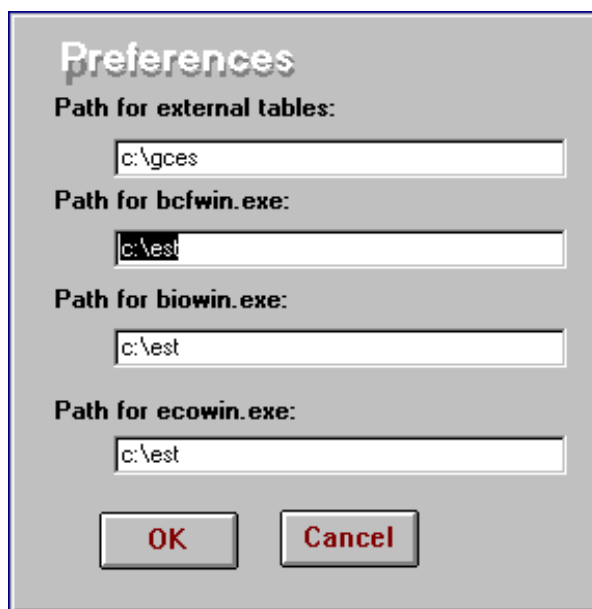 Preferences
Path for external tables:
c:\gces
Path for bcfwin.exe:
c:\est
Path for biowin.exe:
c:\est
Path for ecowin.exe:
c:\est
OK Cancel